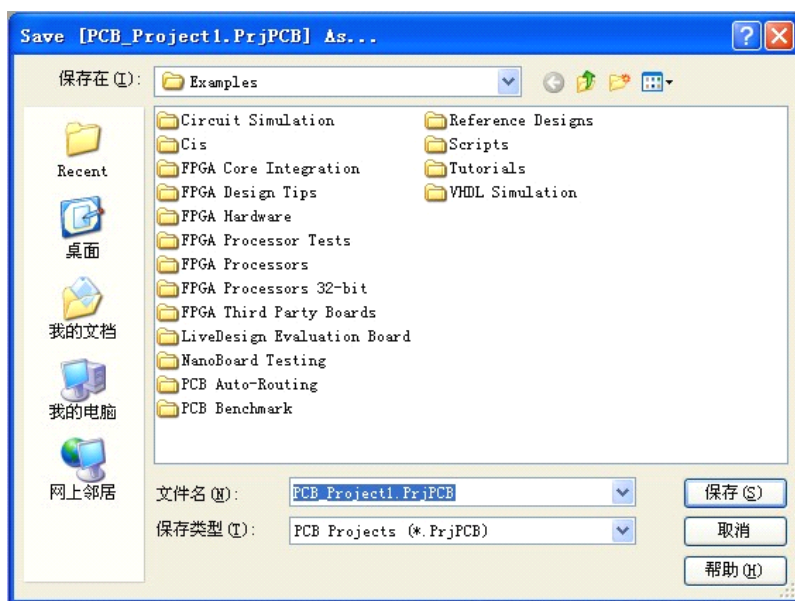 Save [PCB_Project1.PrjPCB] As...
保存在(I):
Examples
Recent
桌面
我的文档
我的电脑
网上邻居
Circuit Simulation
Cis
FPGA Core Integration
FPGA Design Tips
FPGA Hardware
FPGA Processor Tests
FPGA Processors
FPGA Processors 32-bit
FPGA Third Party Boards
LiveDesign Evaluation Board
NanoBoard Testing
PCB Auto-Routing
PCB Benchmark
Reference Designs
Scripts
Tutorials
VHDL Simulation
文件名(N): PCB_Project1.PrjPCB 保存(S)
保存类型(T): PCB Projects (*.PrjPCB) 取消
帮助(H)